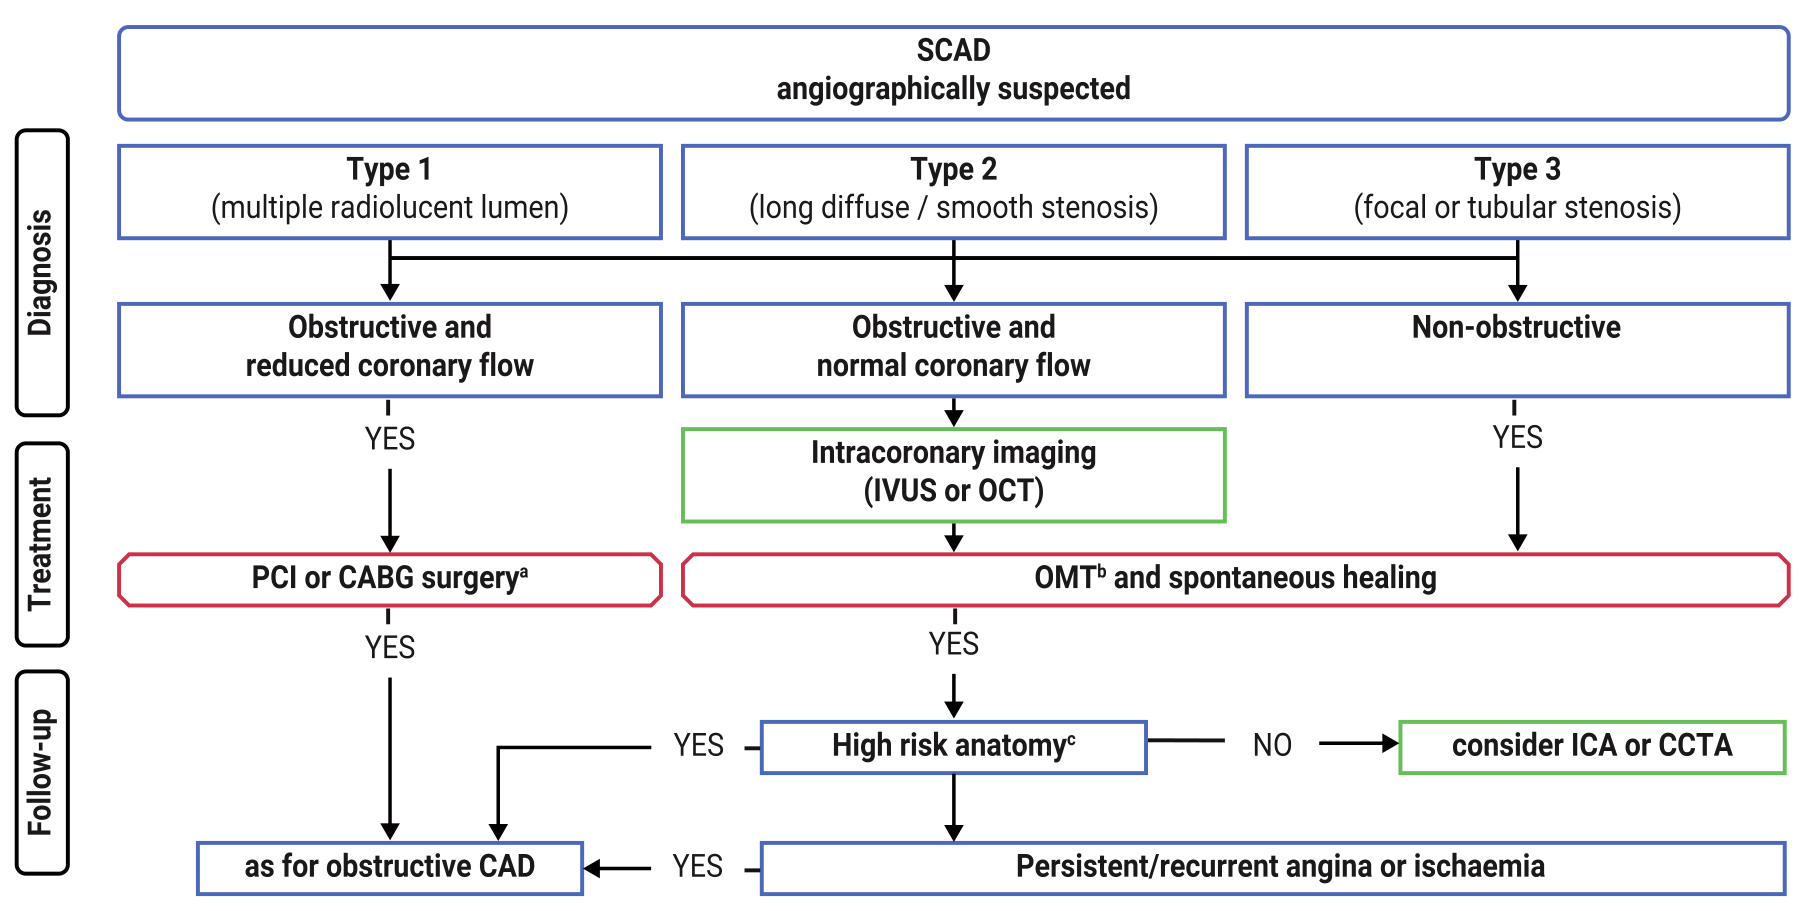 SCAD
angiographically suspected
Diagnosis
Type 1
(multiple radiolucent lumen)
Type 2
(long diffuse / smooth stenosis)
Type 3
(focal or tubular stenosis)
Obstructive and
reduced coronary flow
Obstructive and
normal coronary flow
Non-obstructive
YES
Intracoronary imaging
(IVUS or OCT)
YES
Treatment
PCI or CABG surgeryᵃ
OMTᵇ and spontaneous healing
YES
YES
Follow-up
YES
High risk anatomyᶜ
NO
consider ICA or CCTA
as for obstructive CAD
YES
Persistent/recurrent angina or ischaemia